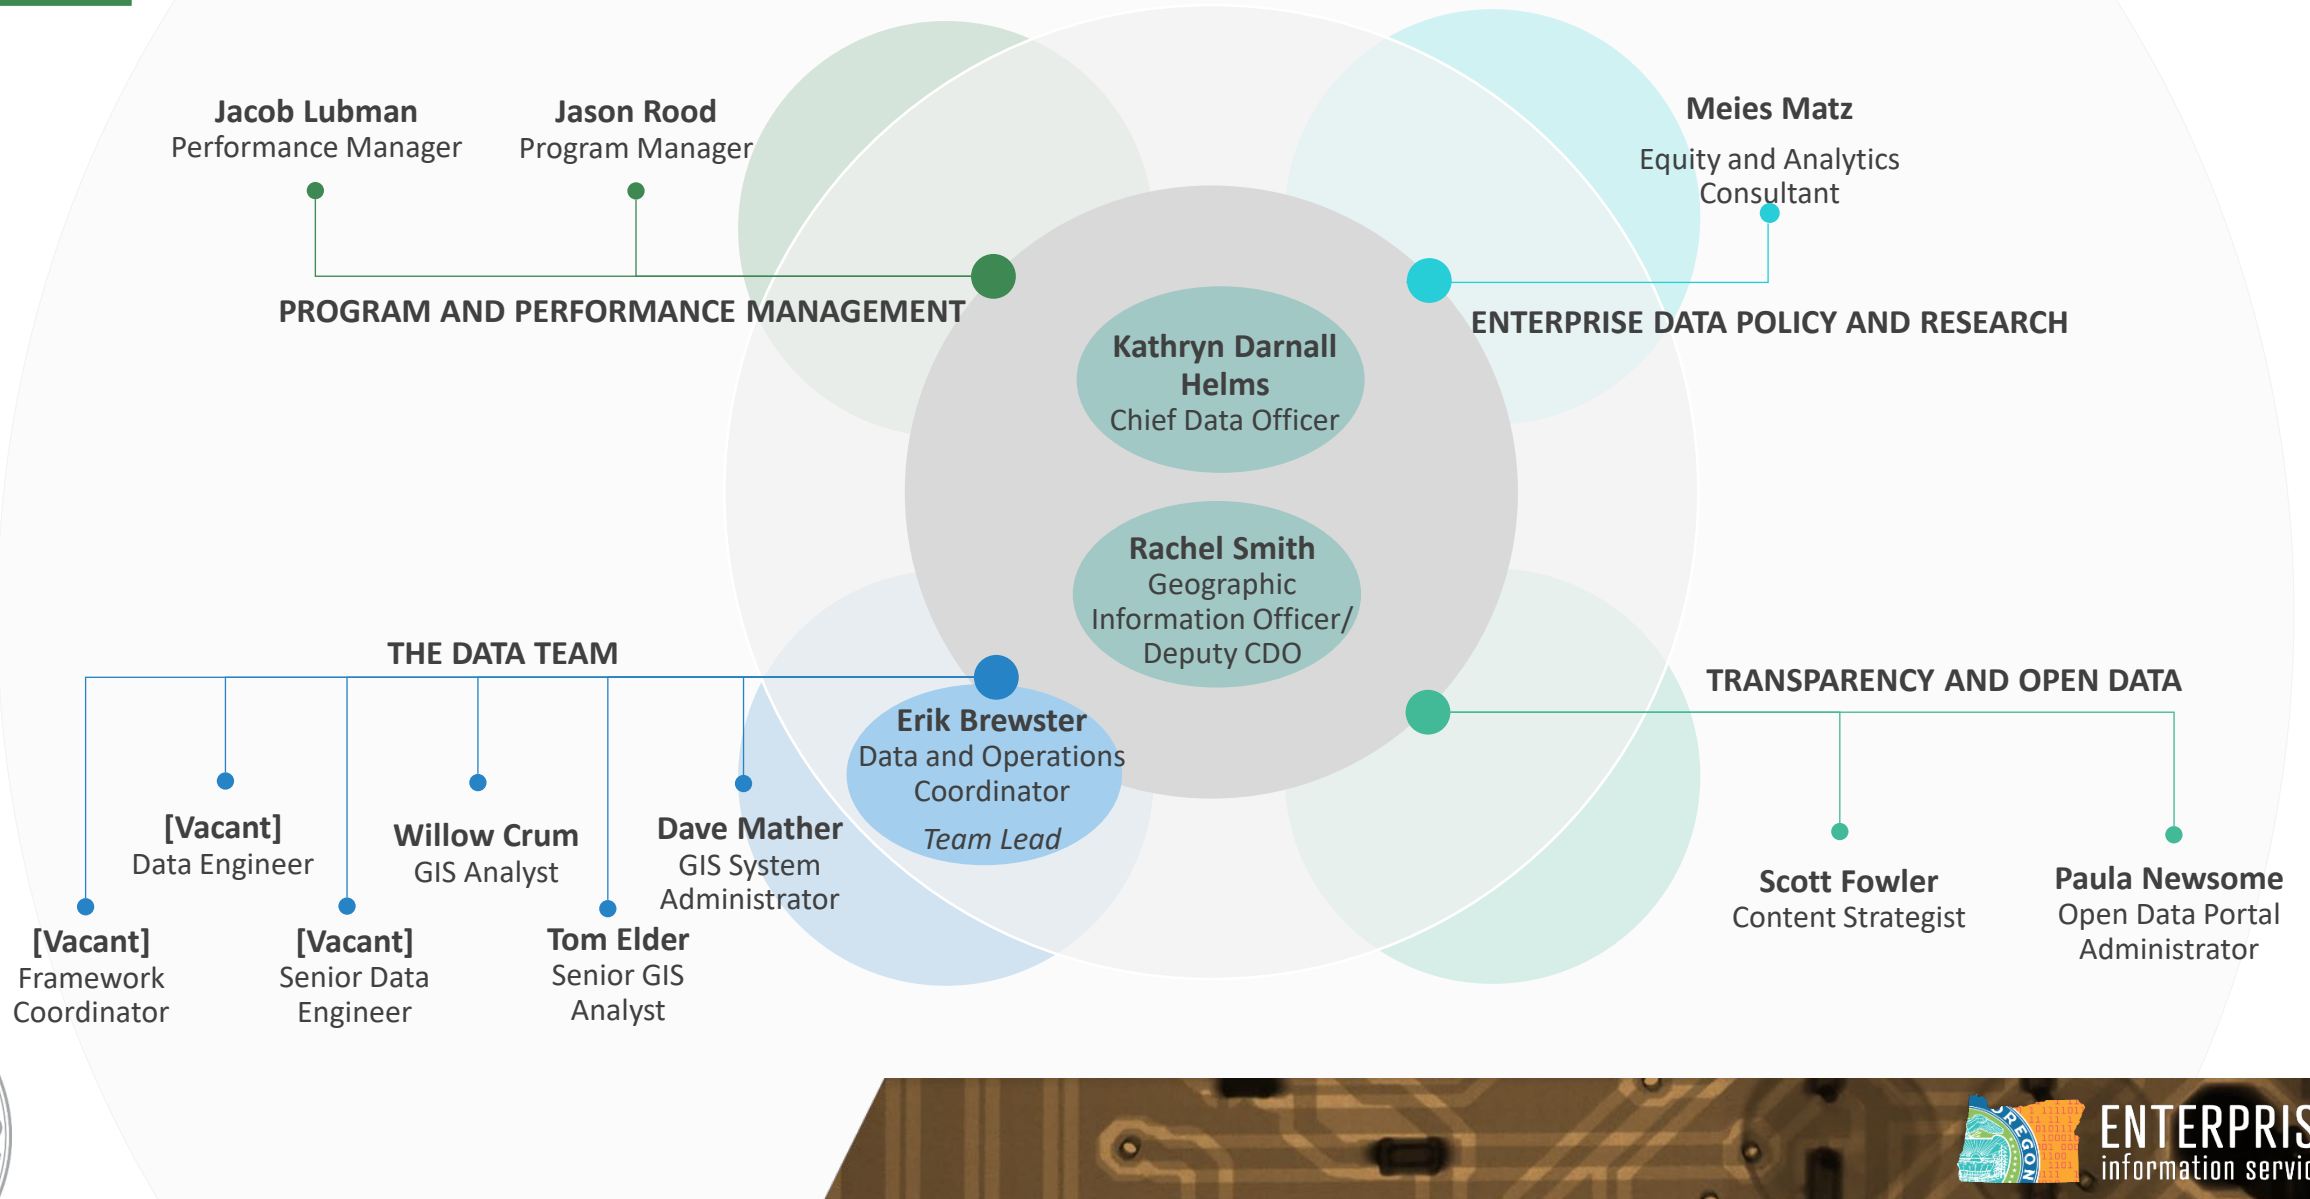 Jacob Lubman
Performance Manager
Jason Rood
Program Manager
PROGRAM AND PERFORMANCE MANAGEMENT
Meies Matz
Equity and Analytics
Consultant
ENTERPRISE DATA POLICY AND RESEARCH
Kathryn Darnall
Helms
Chief Data Officer
Rachel Smith
Geographic
Information Officer/
Deputy CDO
THE DATA TEAM
Erik Brewster
Data and Operations
Coordinator
Team Lead
[Vacant]
Framework
Coordinator
[Vacant]
Data Engineer
[Vacant]
Senior Data
Engineer
Willow Crum
GIS Analyst
Tom Elder
Senior GIS
Analyst
Dave Mather
GIS System
Administrator
TRANSPARENCY AND OPEN DATA
Scott Fowler
Content Strategist
Paula Newsome
Open Data Portal
Administrator
OREGON
ENTERPRIS
information servic